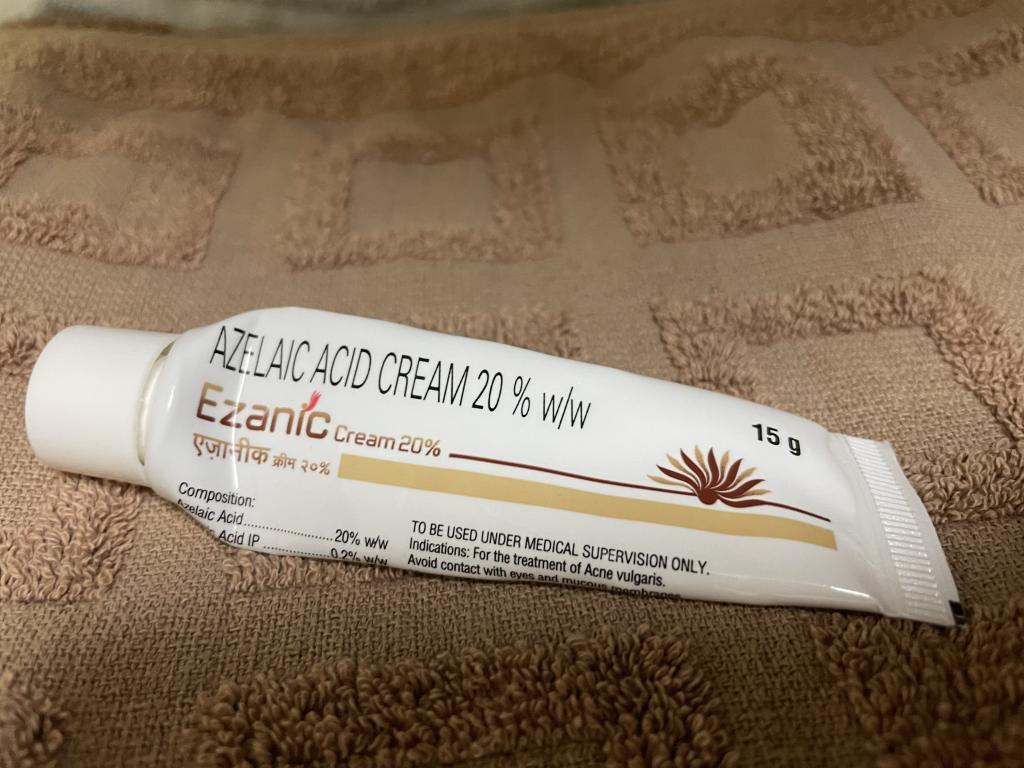 AZELAIC ACID CREAM 20 % w/w
Ezanic Cream 20%
एज़ानीक क्रीम २०%
15 g
Composition:
Azelaic Acid..................20% w/w
Acid IP ..................0.2% w/w
TO BE USED UNDER MEDICAL SUPERVISION ONLY.
Indications: For the treatment of Acne vulgaris.
Avoid contact with eyes and mucous membranes